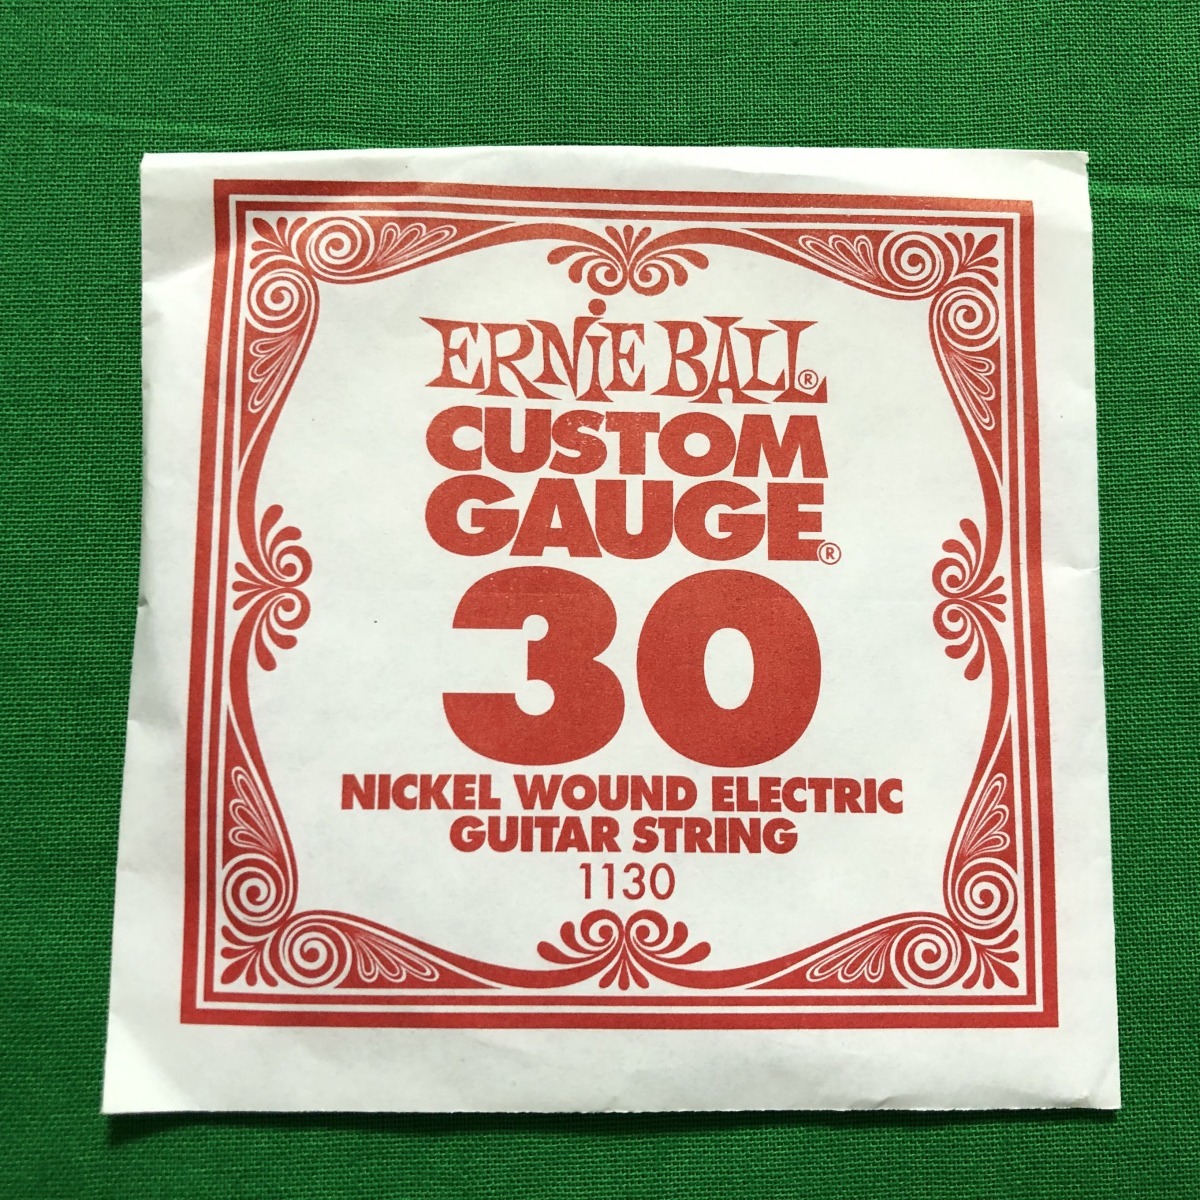 ERNiE BALL®
CUSTOM
GAUGE®
30
NICKEL WOUND ELECTRIC
GUITAR STRING
1130